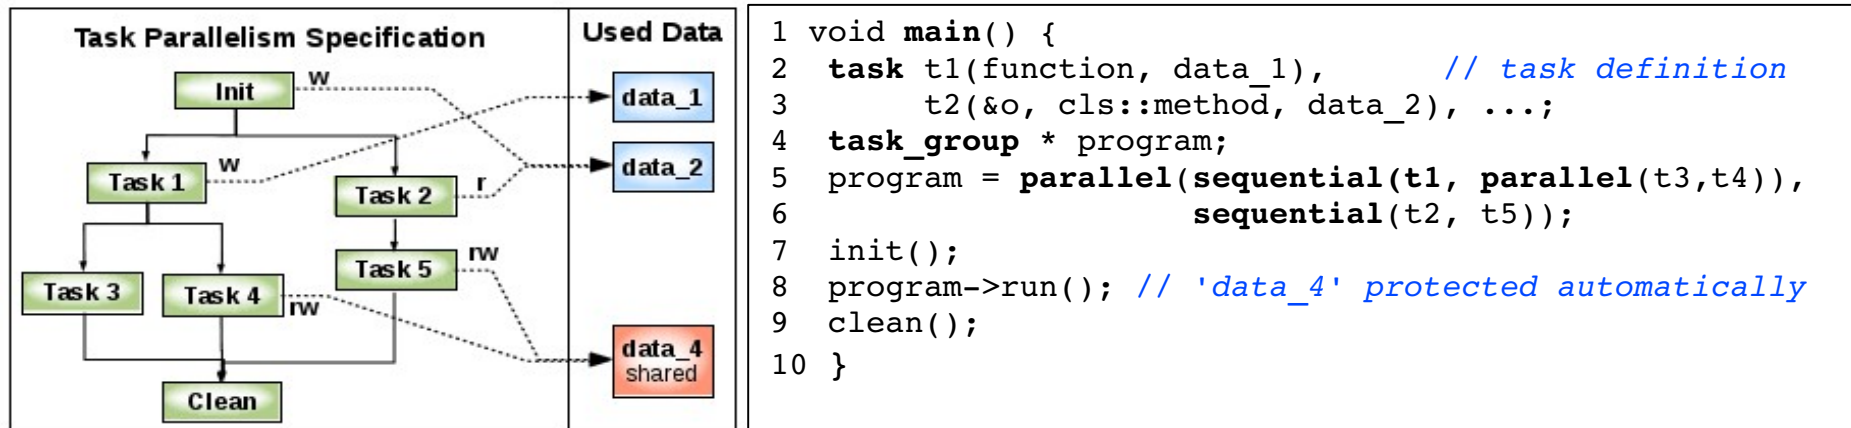 Task Parallelism Specification
Used Data
Init
w
data_1
Task 1
w
data_2
Task 2
r
Task 3
Task 4
rw
Task 5
rw
data_4
shared
Clean
1 void main() {
2 task t1(function, data_1), // task definition
3 t2(&o, cls::method, data_2), ...;
4 task_group * program;
5 program = parallel(sequential(t1, parallel(t3,t4)),
6 sequential(t2, t5));
7 init();
8 program->run(); // 'data_4' protected automatically
9 clean();
10 }